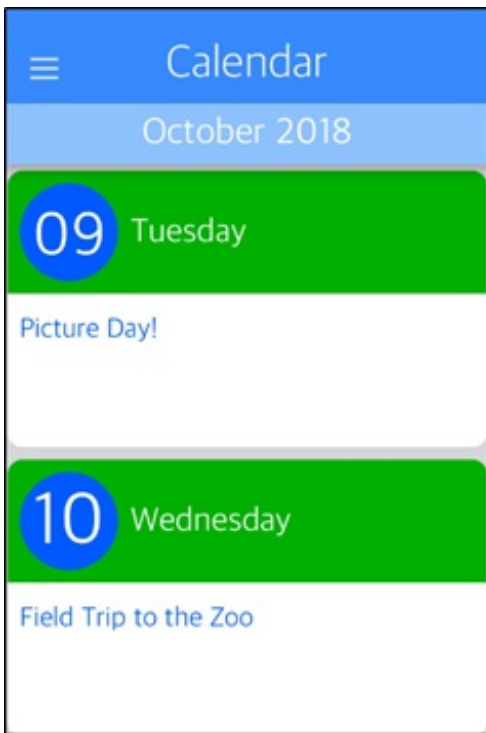 Calendar
October 2018
09 Tuesday
Picture Day!
10 Wednesday
Field Trip to the Zoo